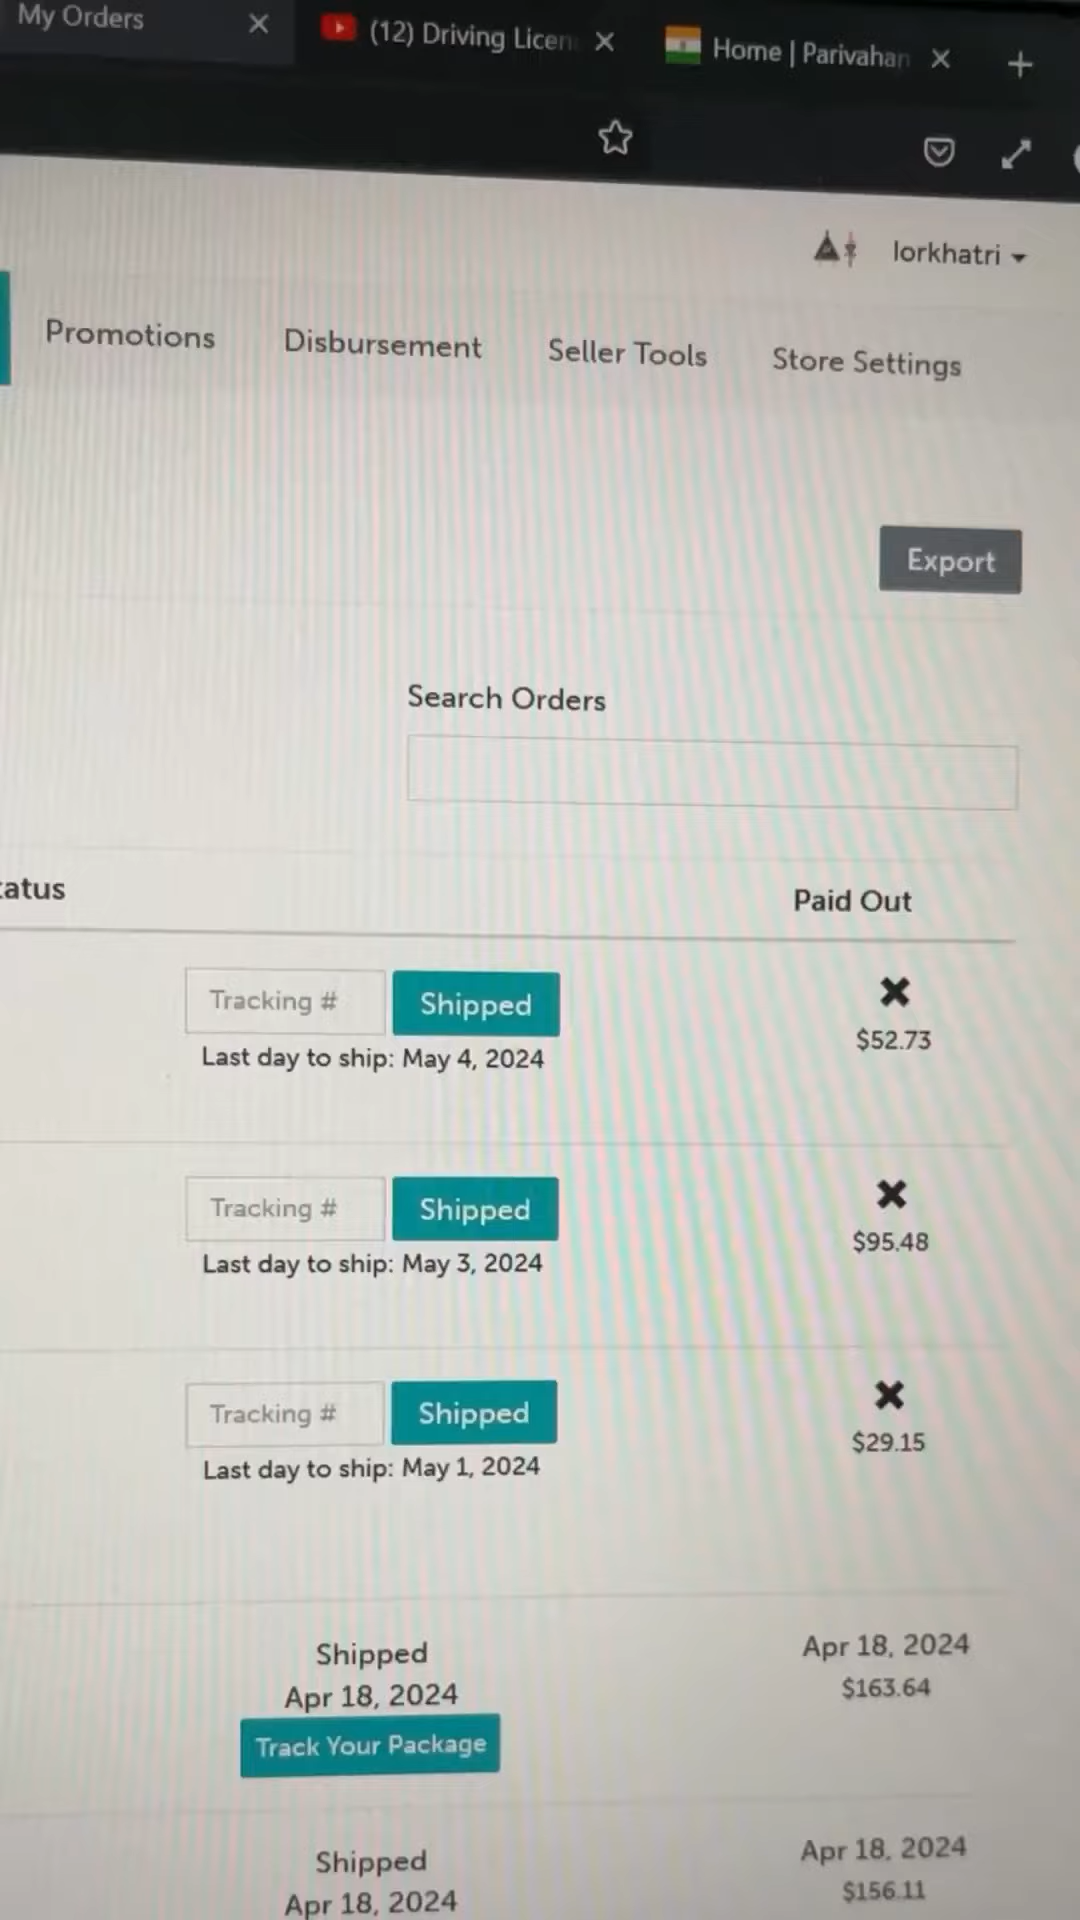 My Orders
(12) Driving Licen
Home | Parivahan
lorkhatri
Promotions
Disbursement
Seller Tools
Store Settings
Export
Search Orders
tatus
Paid Out
Tracking #
Shipped
$52.73
Last day to ship: May 4, 2024
Tracking #
Shipped
$95.48
Last day to ship: May 3, 2024
Tracking #
Shipped
$29.15
Last day to ship: May 1, 2024
Shipped
Apr 18, 2024
Apr 18, 2024
$163.64
Track Your Package
Shipped
Apr 18, 2024
Apr 18, 2024
$156.11